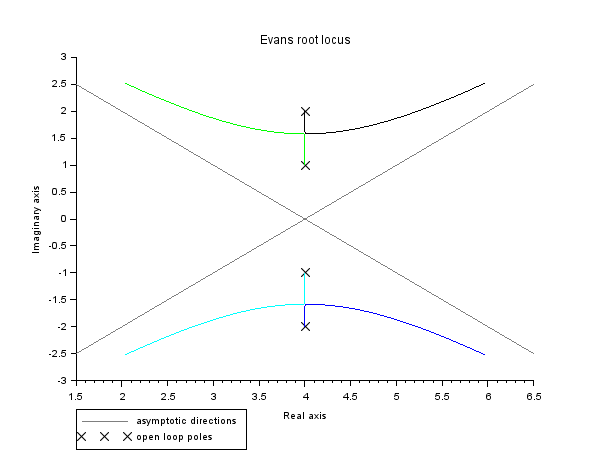 Evans root locus
3
2.5
2
1.5
1
0.5
0
-0.5
-1
-1.5
-2
-2.5
-3
Imaginary axis
1.5 2 2.5 3 3.5 4 4.5 5 5.5 6 6.5
Real axis
asymptotic directions
open loop poles